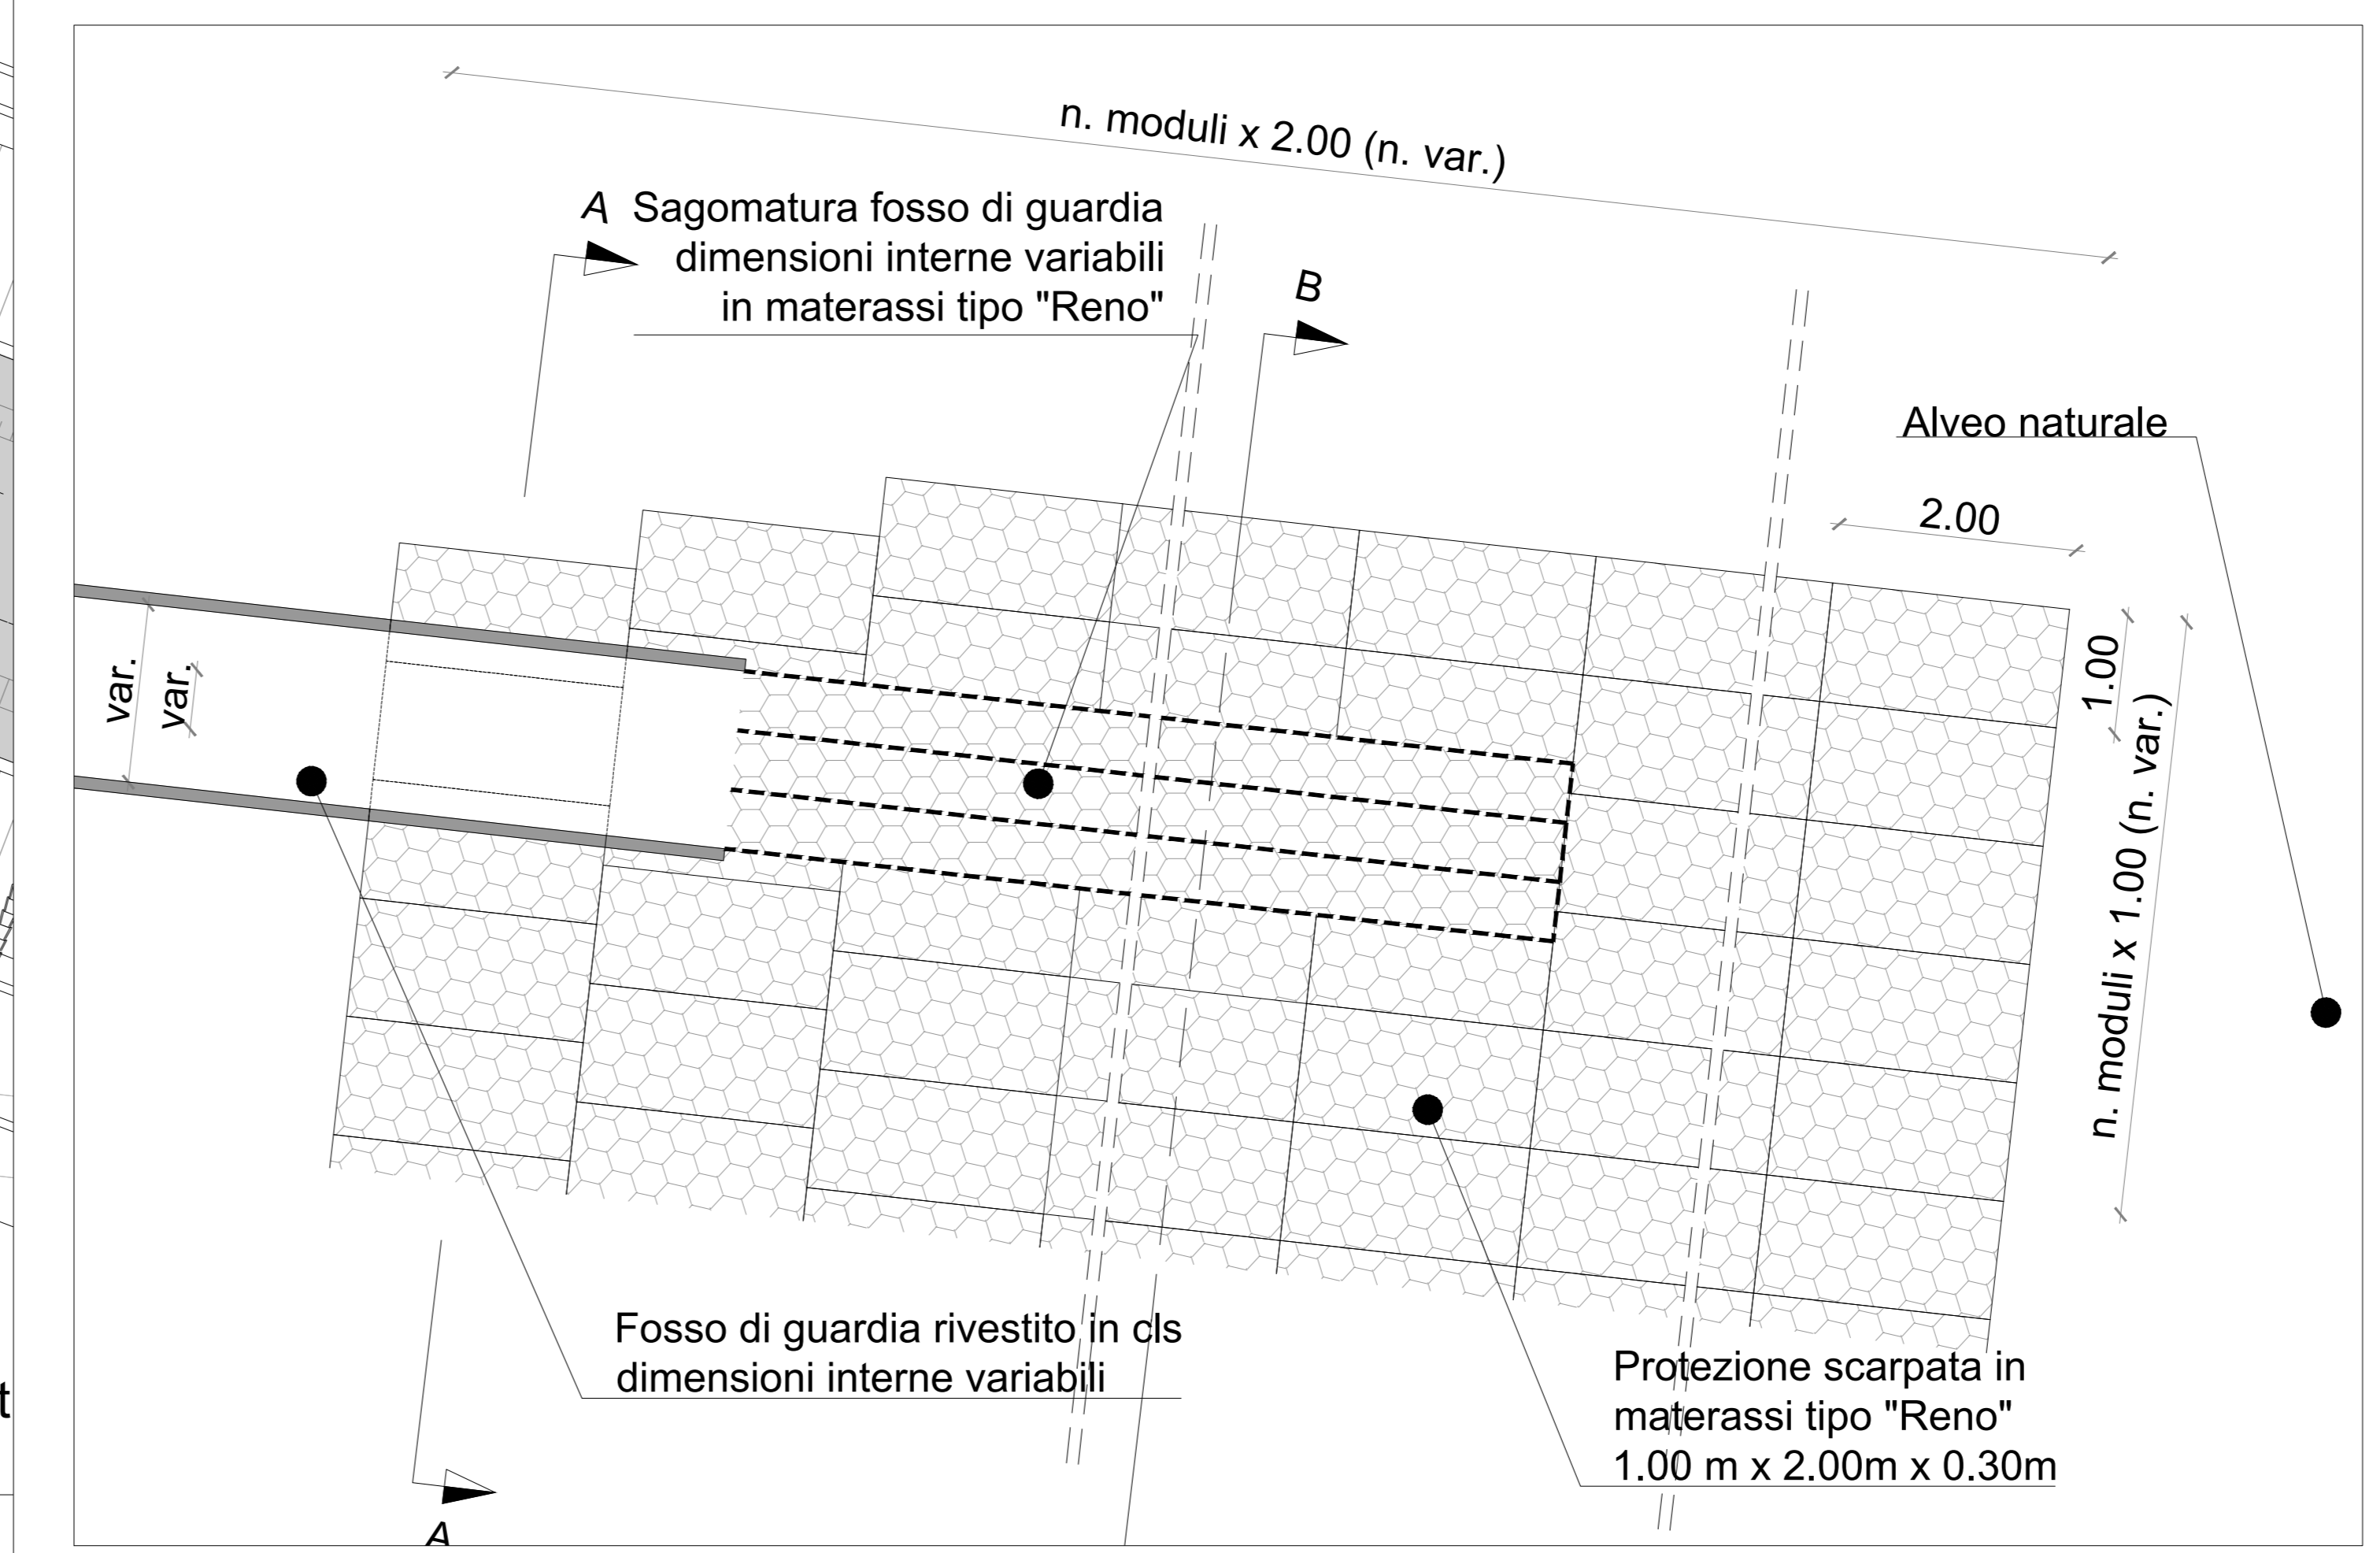 n. moduli x 2.00 (n. var.)
A
Sagomatura fosso di guardia
dimensioni interne variabili
in materassi tipo "Reno"
B
Alveo naturale
2.00
1.00
n. moduli x 1.00 (n. var.)
var.
var.
Fosso di guardia rivestito in cls
dimensioni interne variabili
Protezione scarpata in
materassi tipo "Reno"
1.00 m x 2.00m x 0.30m
A
t